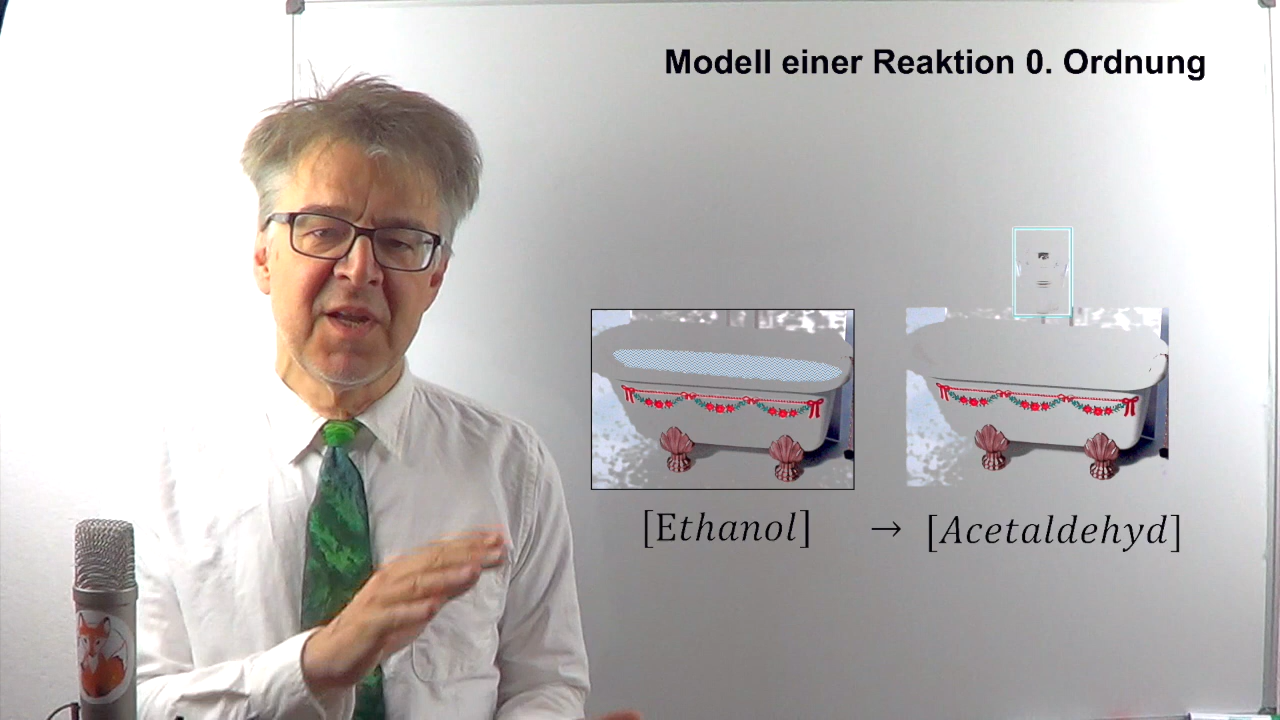 Modell einer Reaktion 0. Ordnung
[Ethanol] → [Acetaldehyd]